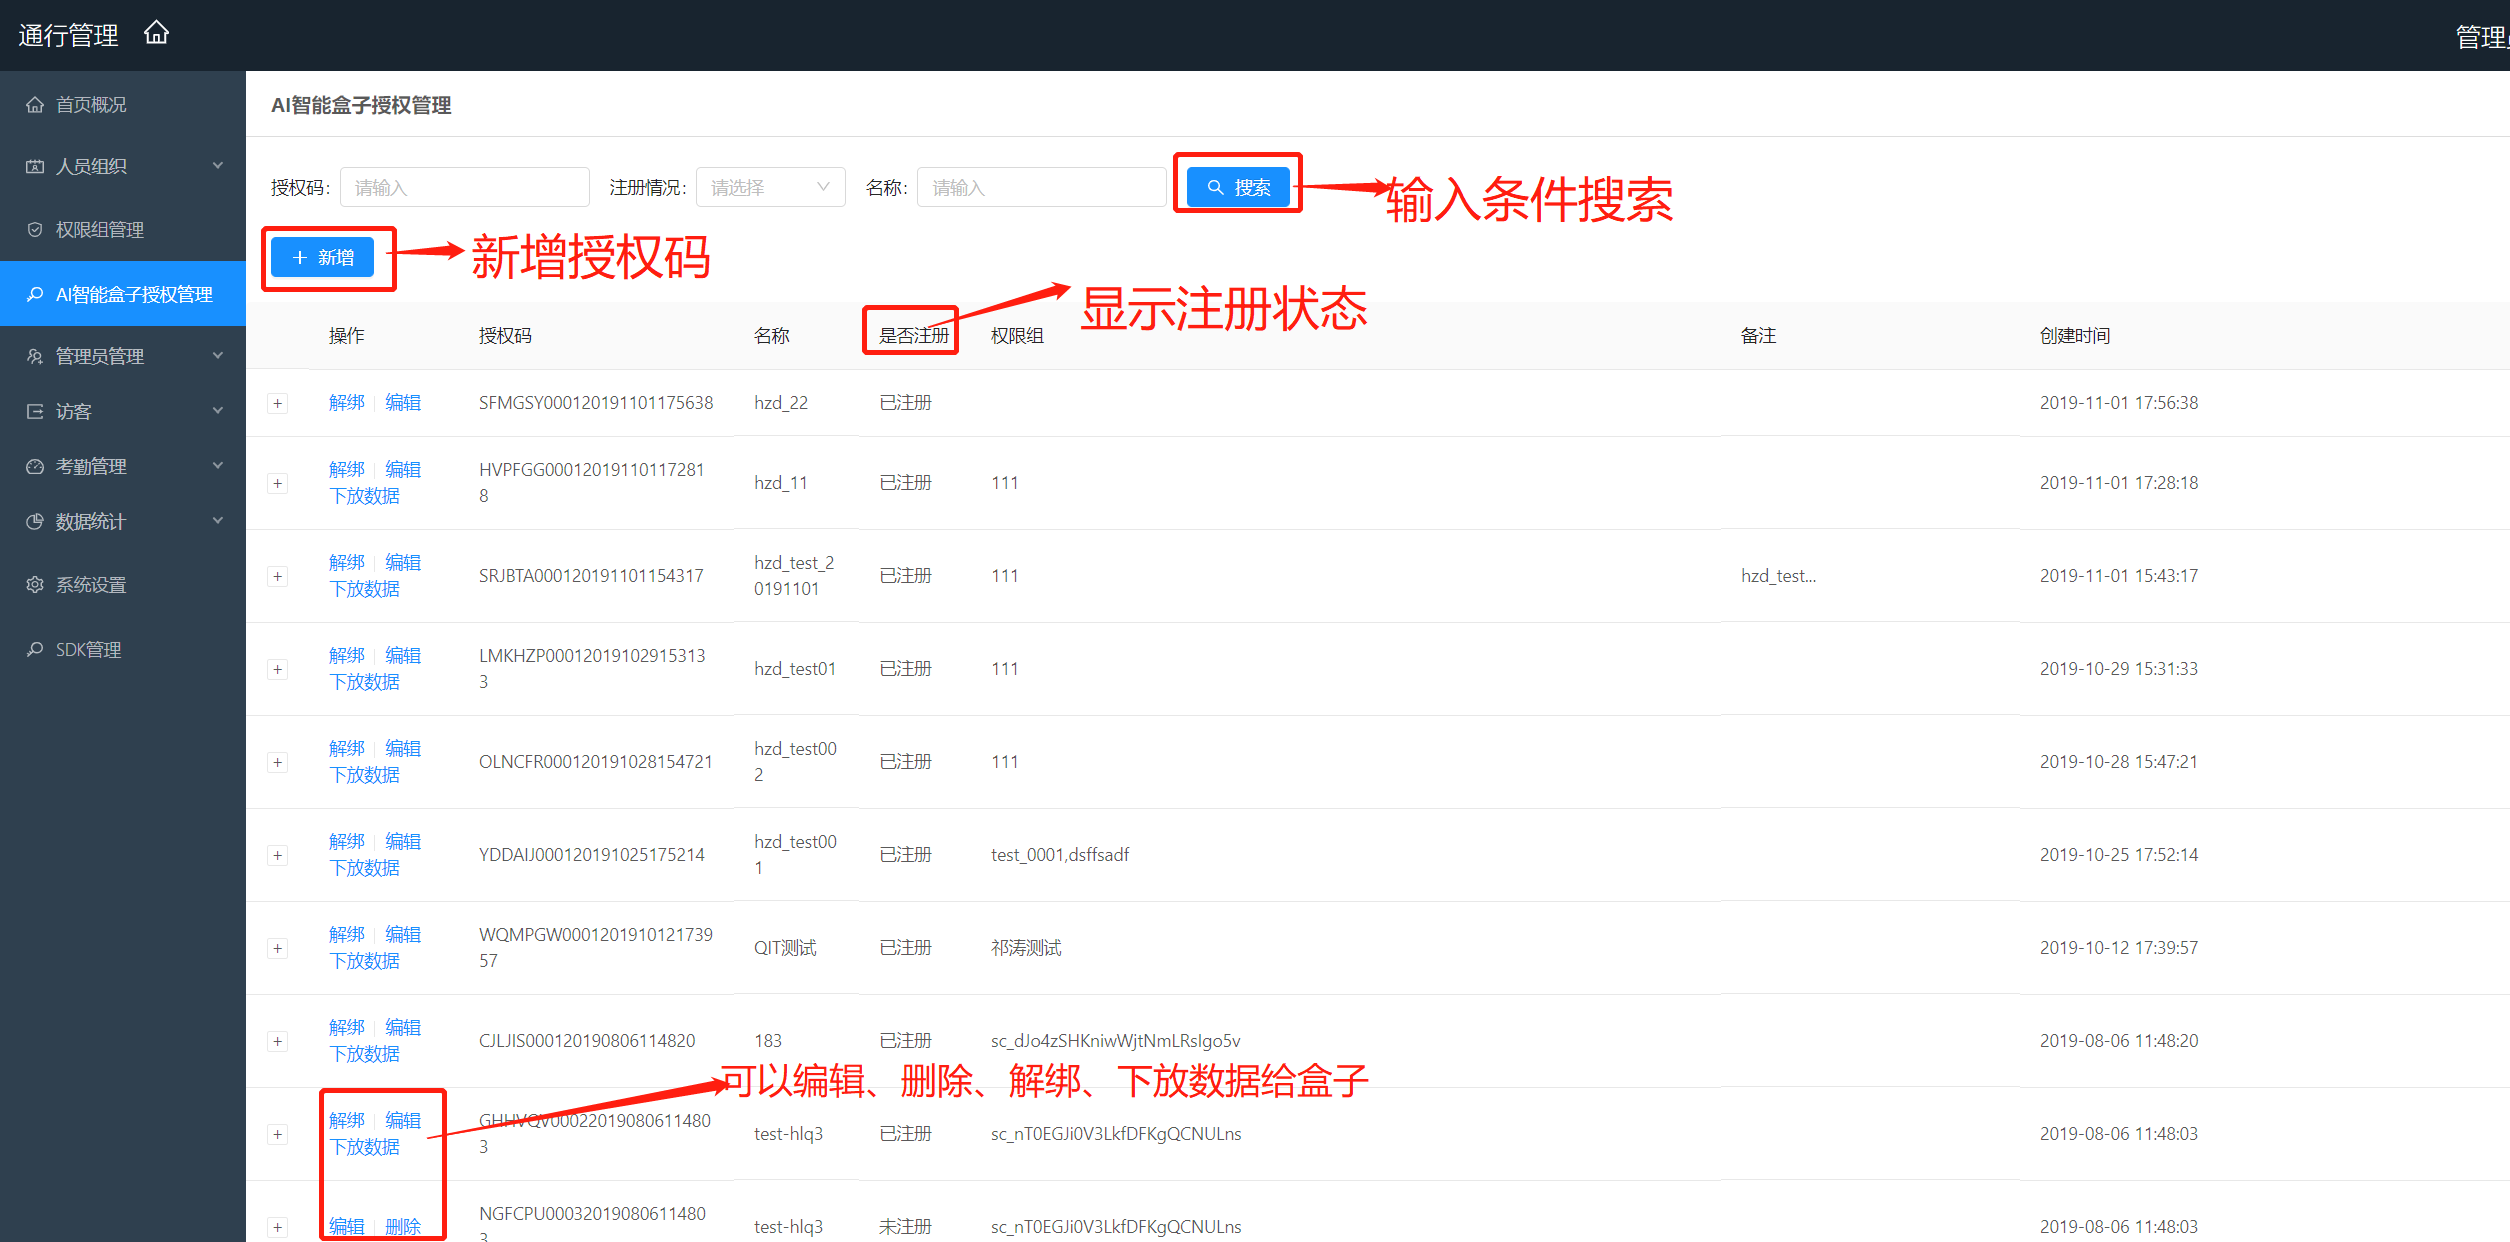 通行管理
管理
首页概况
人员组织
权限组管理
AI智能盒子授权管理
管理员管理
访客
考勤管理
数据统计
系统设置
SDK管理
AI智能盒子授权管理
授权码: 请输入 注册情况: 请选择 名称: 请输入 搜索
输入条件搜索
+ 新增
新增授权码
显示注册状态
操作 授权码 名称 是否注册 权限组 备注 创建时间
+ 解绑 编辑 SFMGSY000120191101175638 hzd_22 已注册 2019-11-01 17:56:38
解绑 编辑 HVPFGG00012019110117281
+ hzd_11 已注册 111 2019-11-01 17:28:18
下放数据 8
解绑 编辑 hzd_test_2
+ SRJBTA000120191101154317 已注册 111 hzd_test... 2019-11-01 15:43:17
下放数据 0191101
解绑 编辑 LMKHZP00012019102915313
+ hzd_test01 已注册 111 2019-10-29 15:31:33
下放数据 3
解绑 编辑 hzd_test00
+ OLNCFR000120191028154721 已注册 111 2019-10-28 15:47:21
下放数据 2
解绑 编辑 hzd_test00
+ YDDAIJ000120191025175214 已注册 test_0001,dsffsadf 2019-10-25 17:52:14
下放数据 1
解绑 编辑 WQMPGW0001201910121739
+ QIT测试 已注册 祁涛测试 2019-10-12 17:39:57
下放数据 57
解绑 编辑
+ CJLJIS000120190806114820 183 已注册 sc_dJo4zSHKniwWjtNmLRsIgo5v 2019-08-06 11:48:20
下放数据
可以编辑、删除、解绑、下放数据给盒子
解绑 编辑 GHHVQV00022019080611480
+ test-hlq3 已注册 sc_nT0EGJi0V3LkfDFKgQCNULns 2019-08-06 11:48:03
下放数据 3
NGFCPU00032019080611480
+ 编辑 删除 test-hlq3 未注册 sc_nT0EGJi0V3LkfDFKgQCNULns 2019-08-06 11:48:03
3